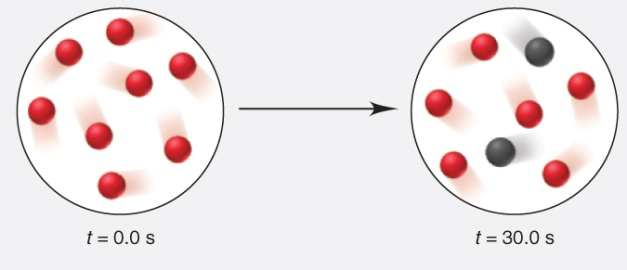 t = 0.0 s
t = 30.0 s